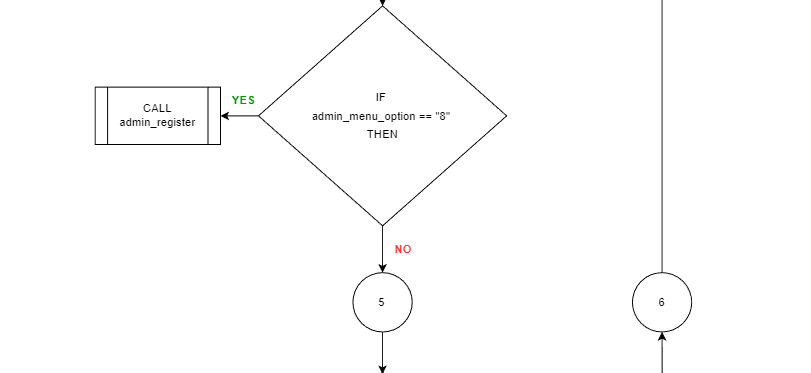 IF
admin_menu_option == "8"
THEN
YES
CALL
admin_register
NO
5
6